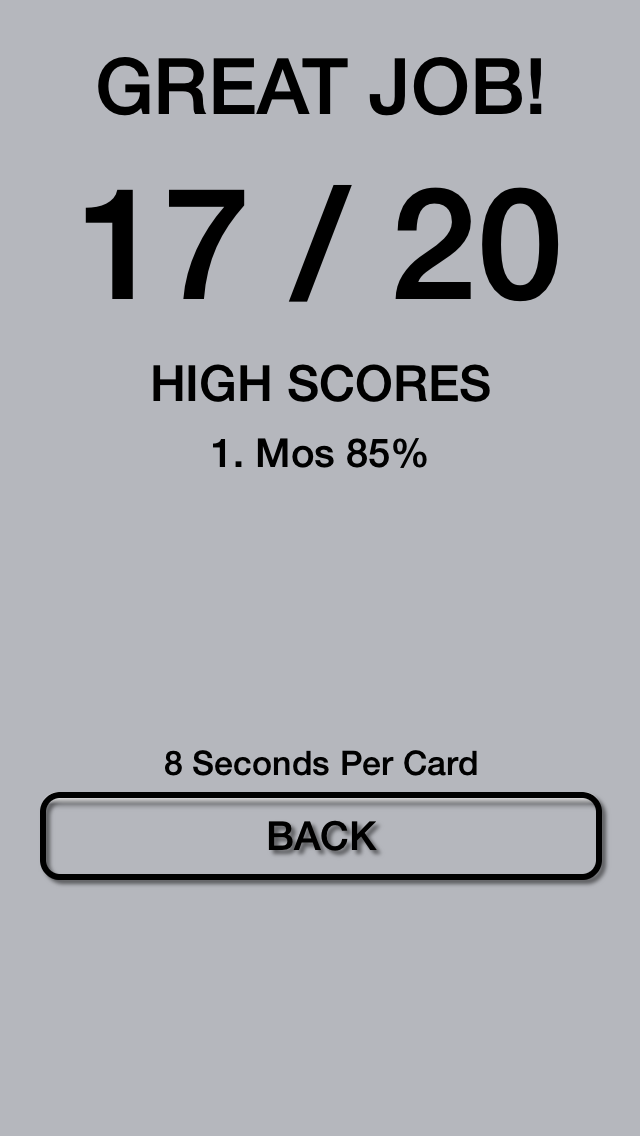 GREAT JOB!
17 / 20
HIGH SCORES
1. Mos 85%
8 Seconds Per Card
BACK